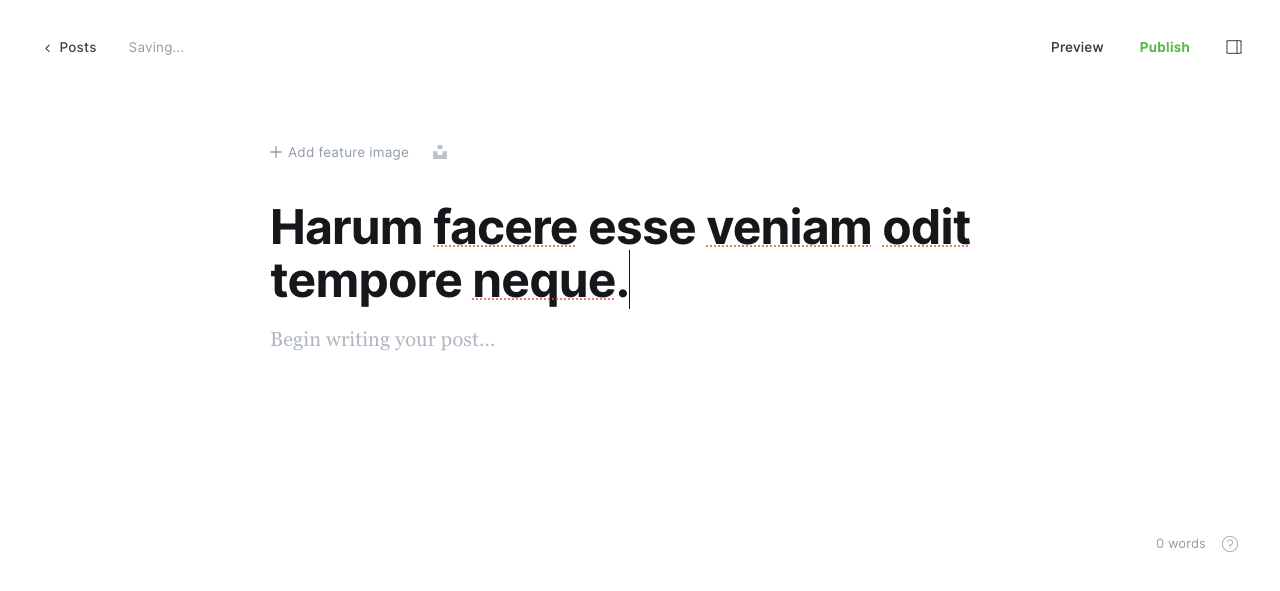 Posts
Saving...
Preview
Publish
Add feature image
Harum facere esse veniam odit
tempore neque.
Begin writing your post...
0 words
?